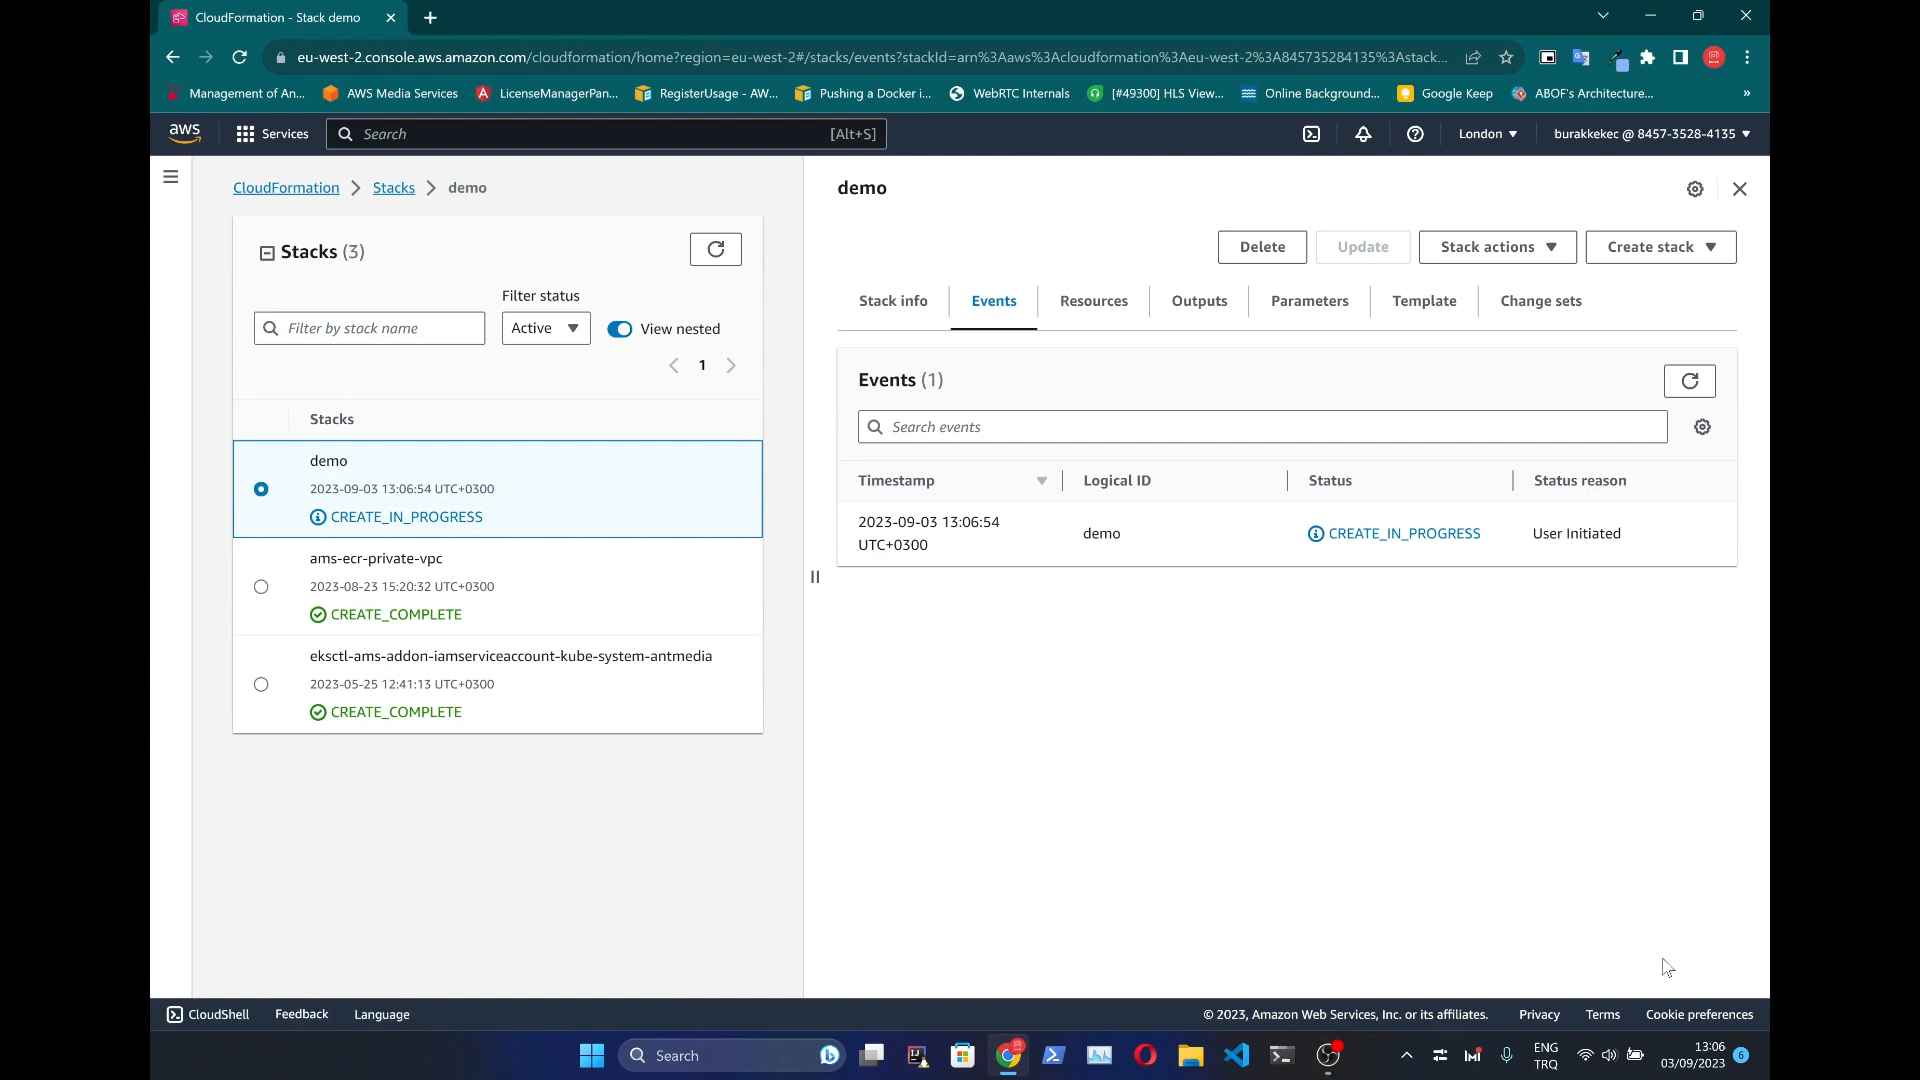 CloudFormation - Stack demo
eu-west-2.console.aws.amazon.com/cloudformation/home?region=eu-west-2#/stacks/events?stackId=arn%3Aaws%3Acloudformation%3Aeu-west-2%3A845735284135%3Astack...
Management of An...
AWS Media Services
LicenseManagerPan...
RegisterUsage - AW...
Pushing a Docker i...
WebRTC Internals
[#49300] HLS View...
Online Background...
Google Keep
ABOF's Architecture...
»
aws
Services
Search
[Alt+S]
London
burakkekec @ 8457-3528-4135
CloudFormation
Stacks
demo
Stacks (3)
Filter status
Filter by stack name
Active
View nested
1
Stacks
demo
2023-09-03 13:06:54 UTC+0300
CREATE_IN_PROGRESS
ams-ecr-private-vpc
2023-08-23 15:20:32 UTC+0300
CREATE_COMPLETE
eksctl-ams-addon-iamserviceaccount-kube-system-antmedia
2023-05-25 12:41:13 UTC+0300
CREATE_COMPLETE
demo
Delete
Update
Stack actions
Create stack
Stack info
Events
Resources
Outputs
Parameters
Template
Change sets
Events (1)
Search events
Timestamp
Logical ID
Status
Status reason
2023-09-03 13:06:54
UTC+0300
demo
CREATE_IN_PROGRESS
User Initiated
CloudShell
Feedback
Language
© 2023, Amazon Web Services, Inc. or its affiliates.
Privacy
Terms
Cookie preferences
Search
ENG
TRQ
13:06
03/09/2023
6